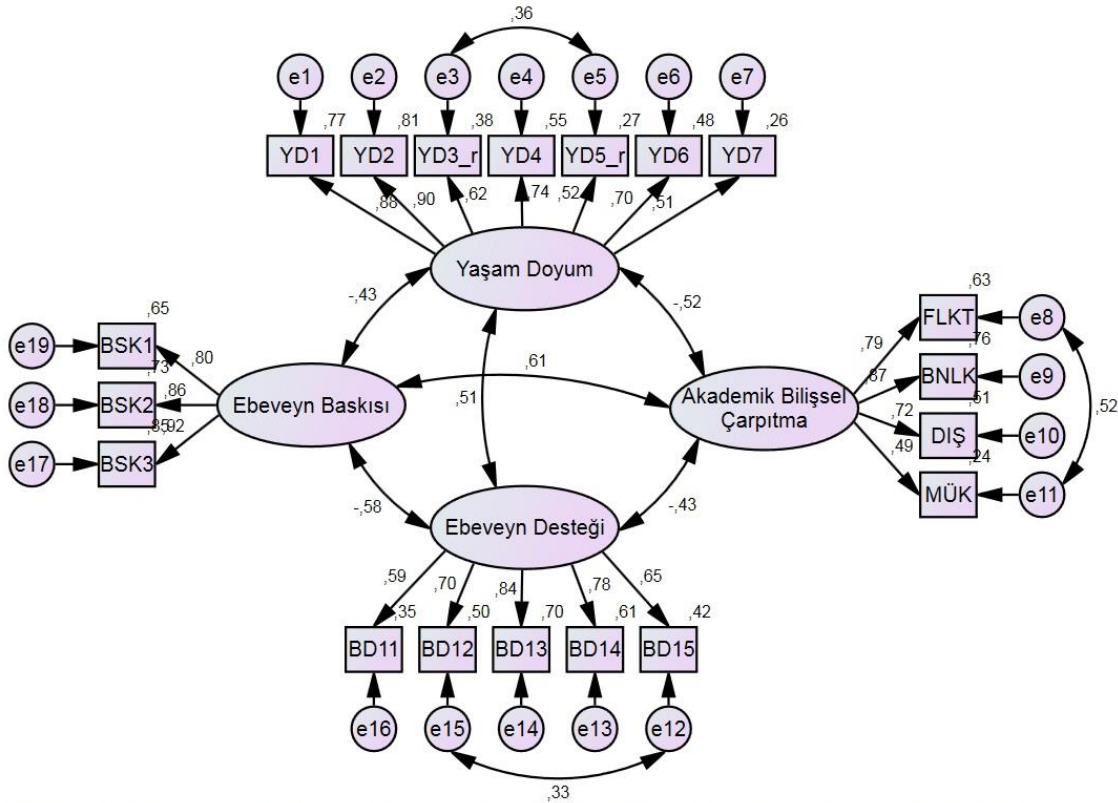 ,36
e1 e2 e3 e4 e5 e6 e7
,77 ,81 ,38 ,55 ,27 ,48 ,26
YD1 YD2 YD3_r YD4 YD5_r YD6 YD7
,88 ,90 ,62 ,74 ,52 ,70 ,51
Yaşam Doyum
-,43 -,52
,65
e19 BSK1 ,80
,73
e18 BSK2 ,86
,85 ,92
e17 BSK3
Ebeveyn Baskısı
,61
,51
Akademik Bilişsel
Çarpıtma
,63
,79 FLKT e8
,76
,87 BNLK e9
,51
,72 DIŞ e10
,24
,49 MÜK e11
,52
-,58 -,43
Ebeveyn Desteği
,59 ,70 ,84 ,78 ,65
,35 ,50 ,70 ,61 ,42
BD11 BD12 BD13 BD14 BD15
e16 e15 e14 e13 e12
,33